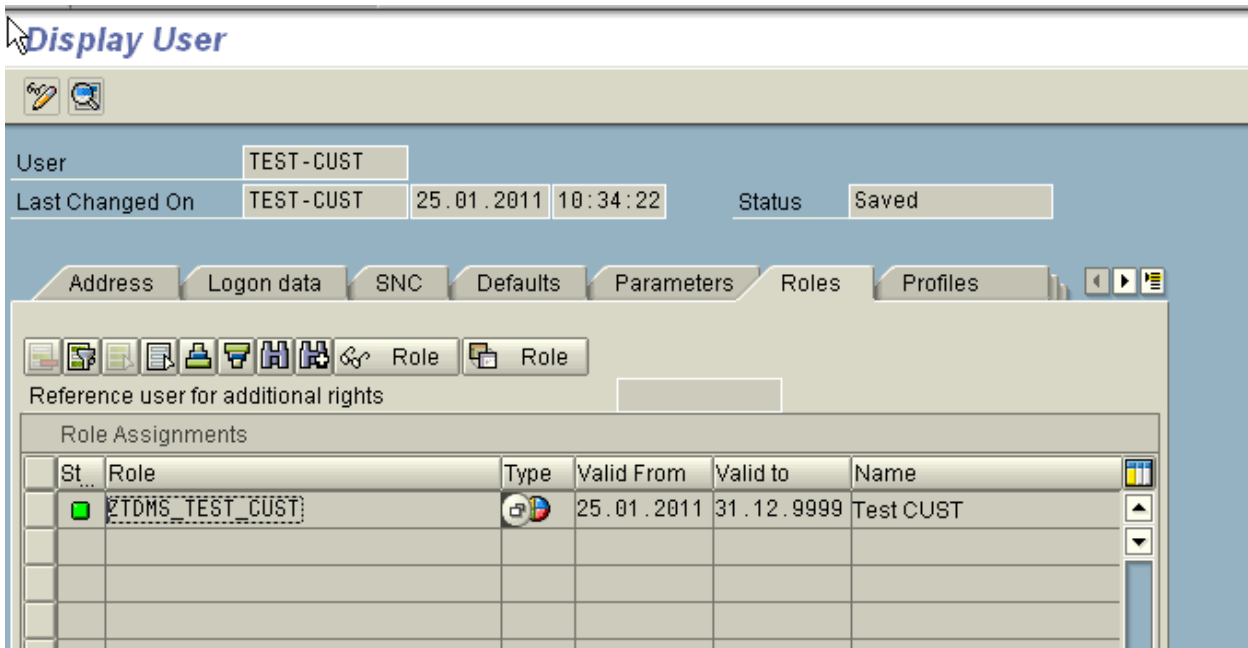 Display User
User TEST-CUST
Last Changed On TEST-CUST 25.01.2011 10:34:22 Status Saved
Address Logon data SNC Defaults Parameters Roles Profiles
Role Role
Reference user for additional rights
Role Assignments
St... Role Type Valid From Valid to Name
ZTDMS_TEST_CUST 25.01.2011 31.12.9999 Test CUST